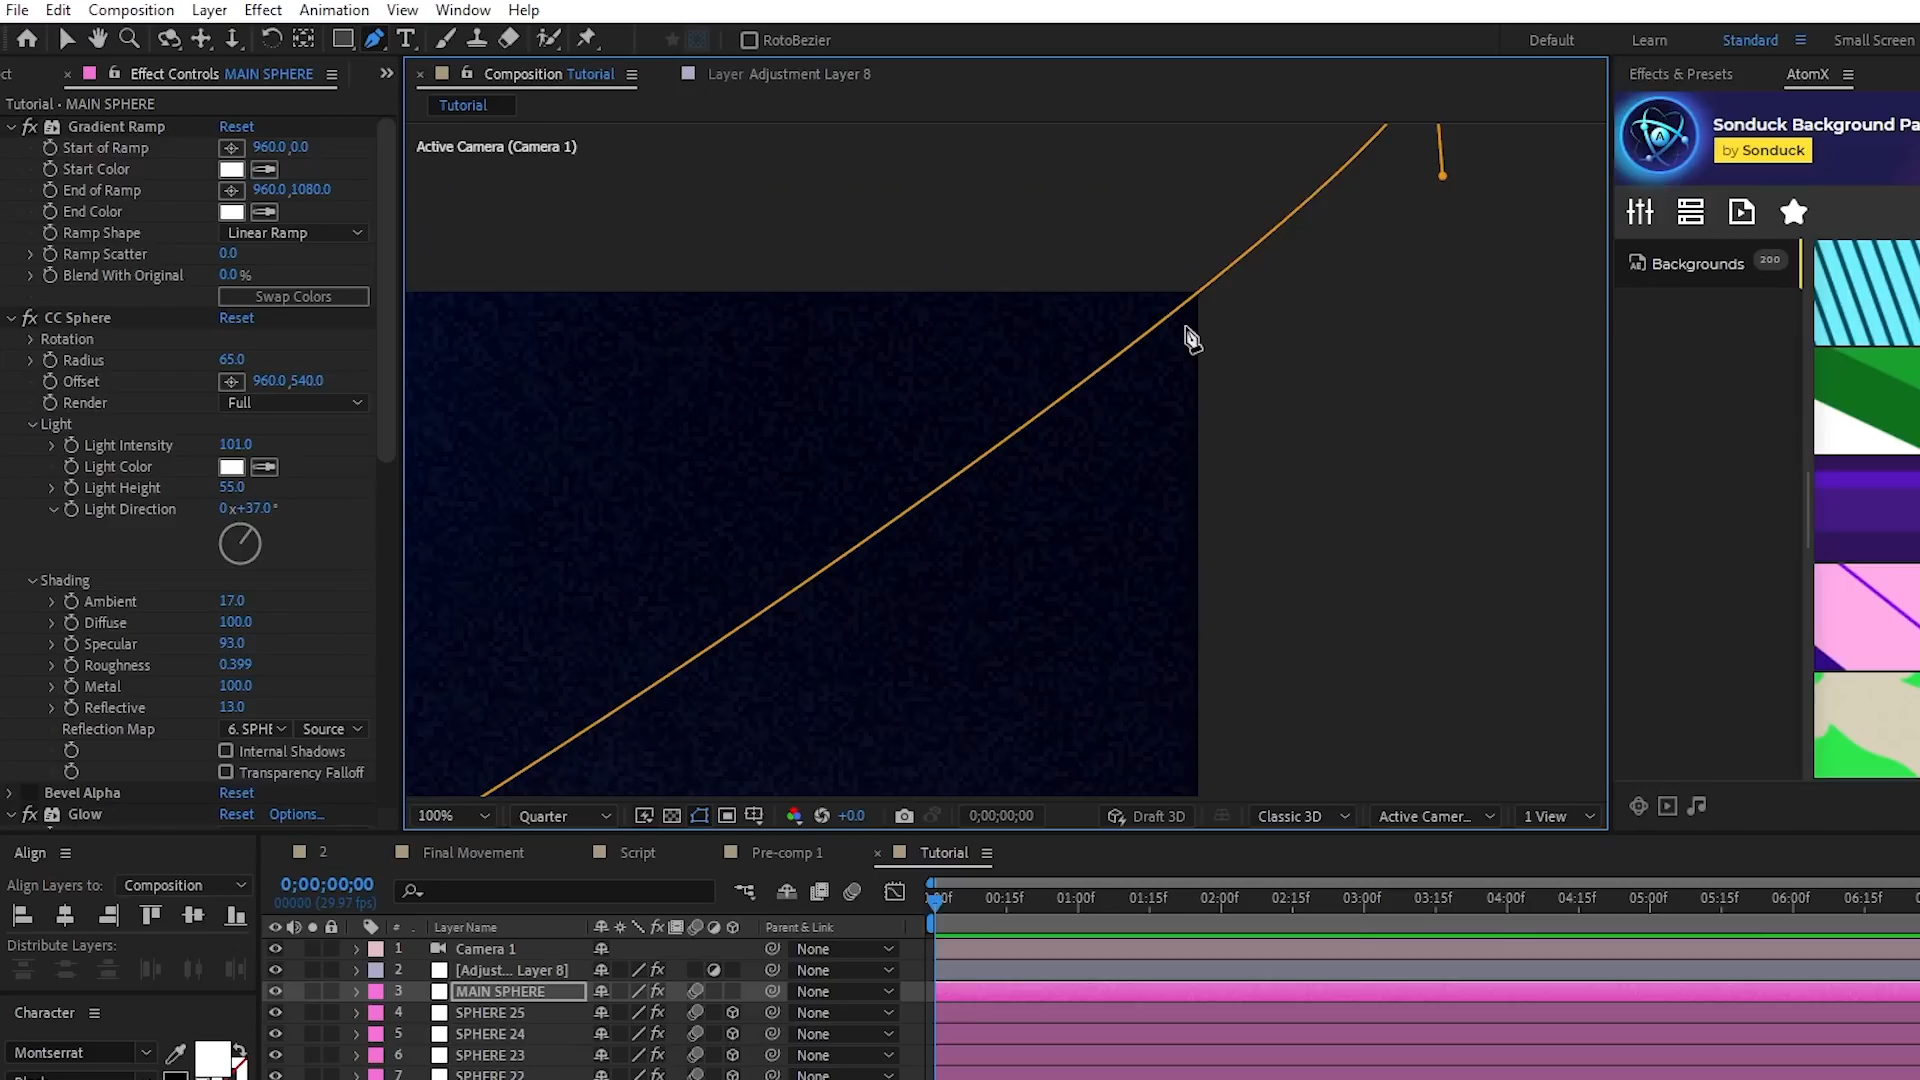 File Edit Composition Layer Effect Animation View Window Help
RotoBezier
Default Learn Standard Small Screen
ct Effect Controls MAIN SPHERE
Composition Tutorial
Layer Adjustment Layer 8
Effects & Presets AtomX
Tutorial • MAIN SPHERE
Tutorial
Active Camera (Camera 1)
Sonduck Background Pa
by Sonduck
Backgrounds 200
Gradient Ramp Reset
Start of Ramp 960.0,0.0
Start Color
End of Ramp 960.0,1080.0
End Color
Ramp Shape Linear Ramp
Ramp Scatter 0.0
Blend With Original 0.0 %
Swap Colors
CC Sphere Reset
Rotation
Radius 65.0
Offset 960.0,540.0
Render Full
Light
Light Intensity 101.0
Light Color
Light Height 55.0
Light Direction 0x+37.0°
Shading
Ambient 17.0
Diffuse 100.0
Specular 93.0
Roughness 0.399
Metal 100.0
Reflective 13.0
Reflection Map 6. SPHE Source
Internal Shadows
Transparency Falloff
Bevel Alpha Reset
Glow Reset Options...
100% Quarter +0.0 0;00;00;00 Draft 3D Classic 3D Active Camer... 1 View
Align
Align Layers to: Composition
Distribute Layers:
Character
Montserrat
2 Final Movement Script Pre-comp 1 Tutorial
0;00;00;00
00000 (29.97 fps)
:00f 00:15f 01:00f 01:15f 02:00f 02:15f 03:00f 03:15f 04:00f 04:15f 05:00f 05:15f 06:00f 06:15f
# Layer Name Parent & Link
1 Camera 1 None
2 [Adjust... Layer 8] None
3 MAIN SPHERE None
4 SPHERE 25 None
5 SPHERE 24 None
6 SPHERE 23 None
7 SPHERE 22 None